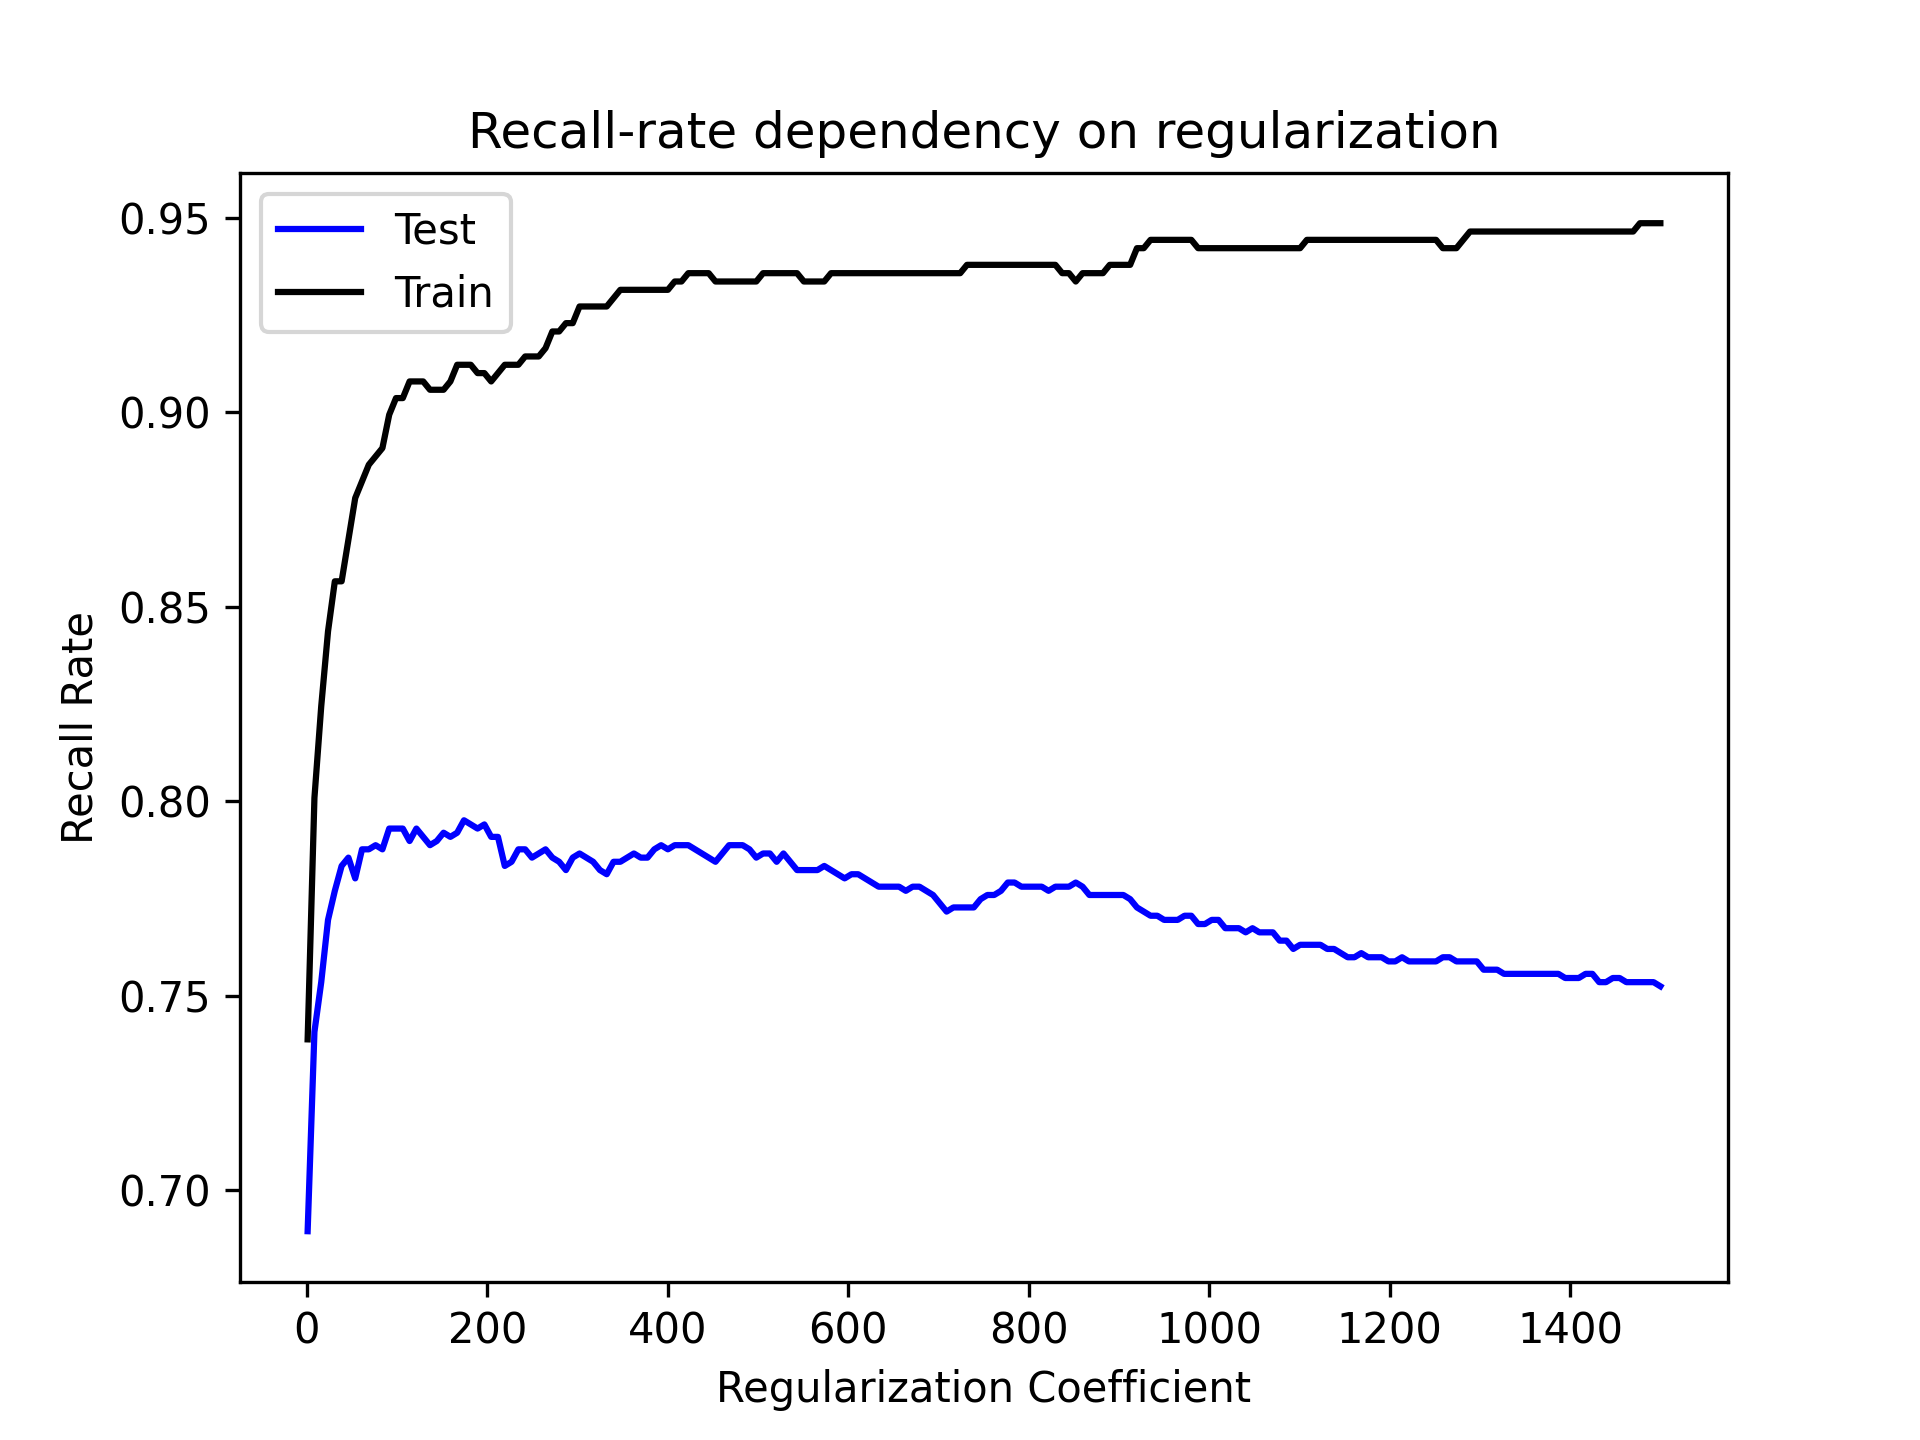 Recall-rate dependency on regularization
Test
Train
0.95
0.90
0.85
0.80
0.75
0.70
Recall Rate
0 200 400 600 800 1000 1200 1400
Regularization Coefficient